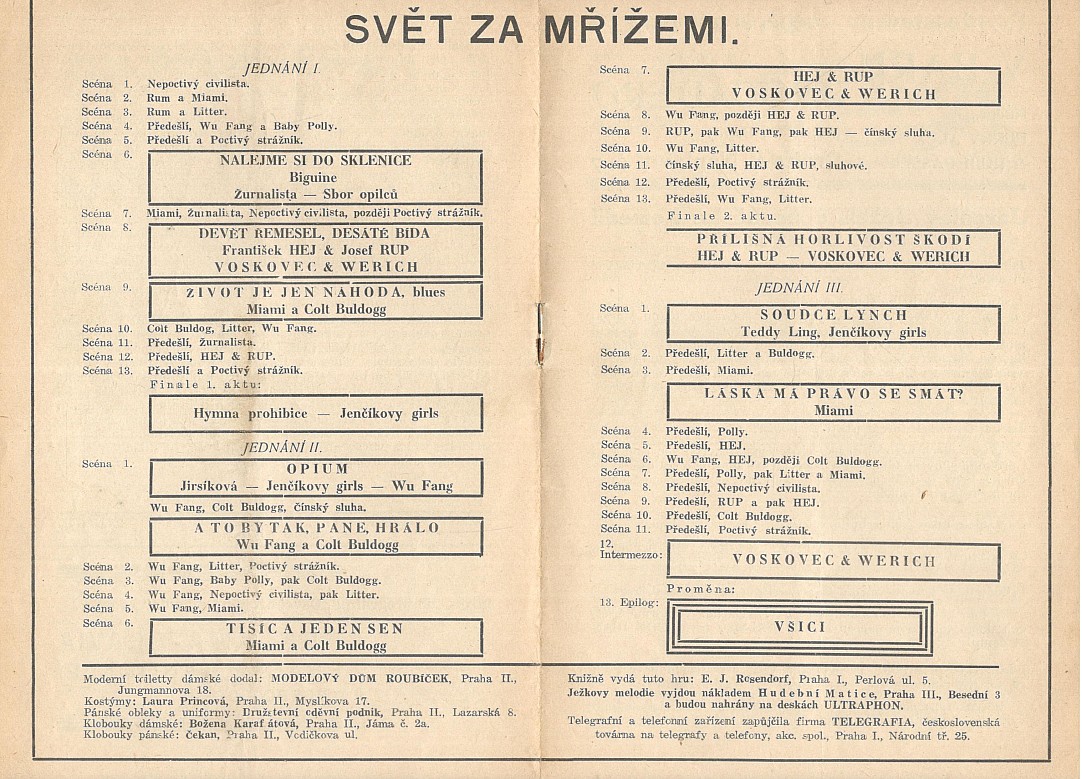 SVĚT ZA MŘÍŽEMI.
JEDNÁNÍ I.
Scéna 1. Nepoctivý civilista.
Scéna 2. Rum a Miami.
Scéna 3. Rum a Litter.
Scéna 4. Předešlí, Wu Fang a Baby Polly.
Scéna 5. Předešlí a Poctivý strážník.
Scéna 6. NALEJME SI DO SKLENICE
Biguine
Žurnalista — Sbor opilců
Scéna 7. Miami, Žurnalista, Nepoctivý civilista, později Poctivý strážník.
Scéna 8. DEVĚT ŘEMESEL, DESÁTÉ BÍDA
František HEJ & Josef RUP
VOSKOVEC & WERICH
Scéna 9. ŽIVOT JE JEN NÁHODA, blues
Miami a Colt Buldogg
Scéna 10. Colt Buldog, Litter, Wu Fang.
Scéna 11. Předešlí, Žurnalista.
Scéna 12. Předešlí, HEJ & RUP.
Scéna 13. Předešlí a Poctivý strážník.
Finale 1. aktu:
Hymna prohibice — Jenčíkovy girls
JEDNÁNÍ II.
Scéna 1. OPIUM
Jirsíková — Jenčíkovy girls — Wu Fang
Wu Fang, Colt Buldogg, čínský sluha.
A TO BY TAK, PANE, HRÁLO
Wu Fang a Colt Buldogg
Scéna 2. Wu Fang, Litter, Poctivý strážník.
Scéna 3. Wu Fang, Baby Polly, pak Colt Buldogg.
Scéna 4. Wu Fang, Nepoctivý civilista, pak Litter.
Scéna 5. Wu Fang, Miami.
Scéna 6. TISÍC A JEDEN SEN
Miami a Colt Buldogg
Scéna 7. HEJ & RUP
VOSKOVEC & WERICH
Scéna 8. Wu Fang, později HEJ & RUP.
Scéna 9. RUP, pak Wu Fang, pak HEJ — čínský sluha.
Scéna 10. Wu Fang, Litter.
Scéna 11. Čínský sluha, HEJ & RUP, sluhové.
Scéna 12. Předešlí, Poctivý strážník.
Scéna 13. Předešlí, Wu Fang, Litter.
Finale 2. aktu.
PŘÍLIŠNÁ HORLIVOST ŠKODÍ
HEJ & RUP — VOSKOVEC & WERICH
JEDNÁNÍ III.
Scéna 1. SOUDCE LYNCH
Teddy Ling, Jenčíkovy girls
Scéna 2. Předešlí, Litter a Buldogg.
Scéna 3. Předešlí, Miami.
LÁSKA MÁ PRÁVO SE SMÁT?
Miami
Scéna 4. Předešlí, Polly.
Scéna 5. Předešlí, HEJ.
Scéna 6. Wu Fang, HEJ, později Colt Buldogg.
Scéna 7. Předešlí, Polly, pak Litter a Miami.
Scéna 8. Předešlí, Nepoctivý civilista.
Scéna 9. Předešlí, RUP a pak HEJ.
Scéna 10. Předešlí, Colt Buldogg.
Scéna 11. Předešlí, Poctivý strážník.
12. Intermezzo: VOSKOVEC & WERICH
Proměna:
13. Epilog: VŠICI
Moderní toiletty dámské dodal: MODELOVÝ DŮM ROUBÍČEK, Praha II.,
Jungmannova 18.
Kostýmy: Laura Princová, Praha II., Myslíkova 17.
Pánské obleky a uniformy: Družstevní oděvní podnik, Praha II., Lazarská 8.
Klobouky dámské: Božena Karafiátová, Praha II., Jáma č. 2a.
Klobouky pánské: Čekan, Praha II., Vodičkova ul.
Knižně vydá tuto hru: E. J. Rosendorf, Praha I., Perlová ul. 5.
Ježkovy melodie vyjdou nákladem Hudební Matice, Praha III., Besední 3
a budou nahrány na deskách ULTRAPHON.
Telegrafní a telefonní zařízení zapůjčila firma TELEGRAFIA, československá
továrna na telegrafy a telefony, akc. spol., Praha I., Národní tř. 25.